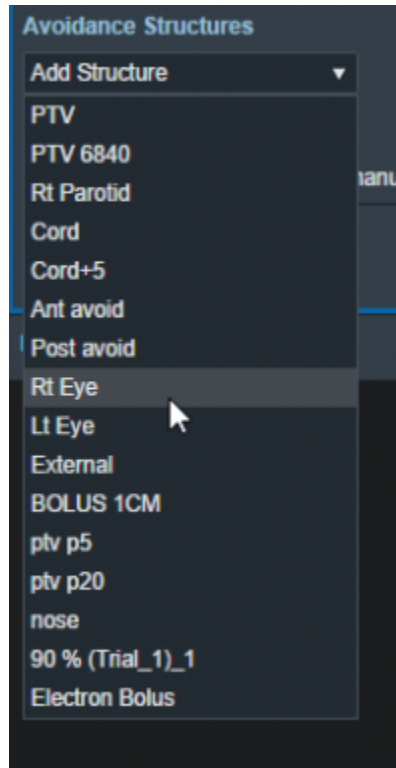 Avoidance Structures
Add Structure
PTV
PTV 6840
Rt Parotid
Cord
Cord+5
Ant avoid
Post avoid
Rt Eye
Lt Eye
External
BOLUS 1CM
ptv p5
ptv p20
nose
90 % (Trial_1)_1
Electron Bolus